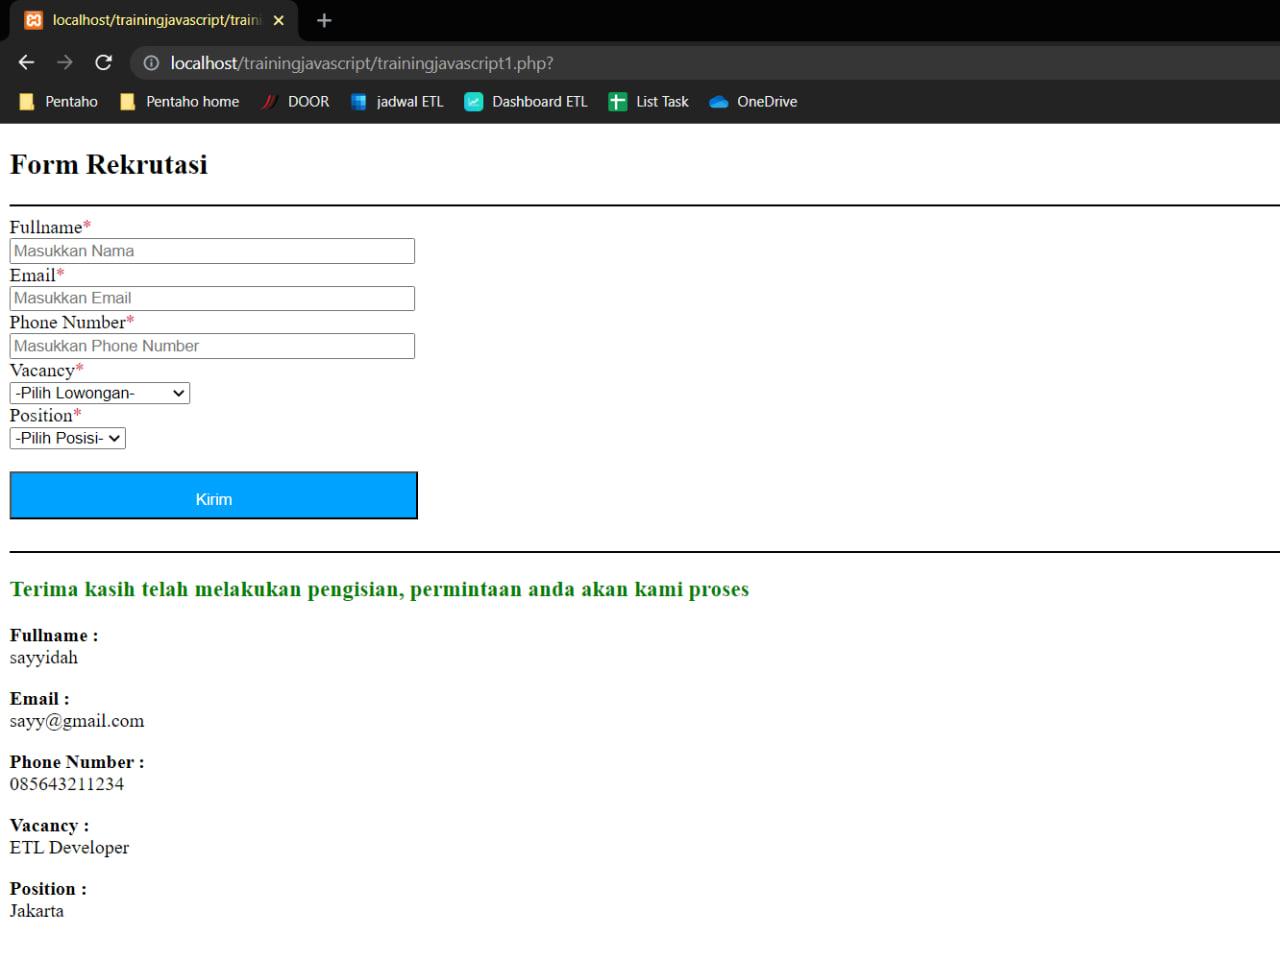 localhost/trainingjavascript/traini
localhost/trainingjavascript/trainingjavascript1.php?
Pentaho Pentaho home DOOR jadwal ETL Dashboard ETL List Task OneDrive
Form Rekrutasi
Fullname*
Masukkan Nama
Email*
Masukkan Email
Phone Number*
Masukkan Phone Number
Vacancy*
-Pilih Lowongan-
Position*
-Pilih Posisi-
Kirim
Terima kasih telah melakukan pengisian, permintaan anda akan kami proses
Fullname :
sayyidah
Email :
sayy@gmail.com
Phone Number :
085643211234
Vacancy :
ETL Developer
Position :
Jakarta